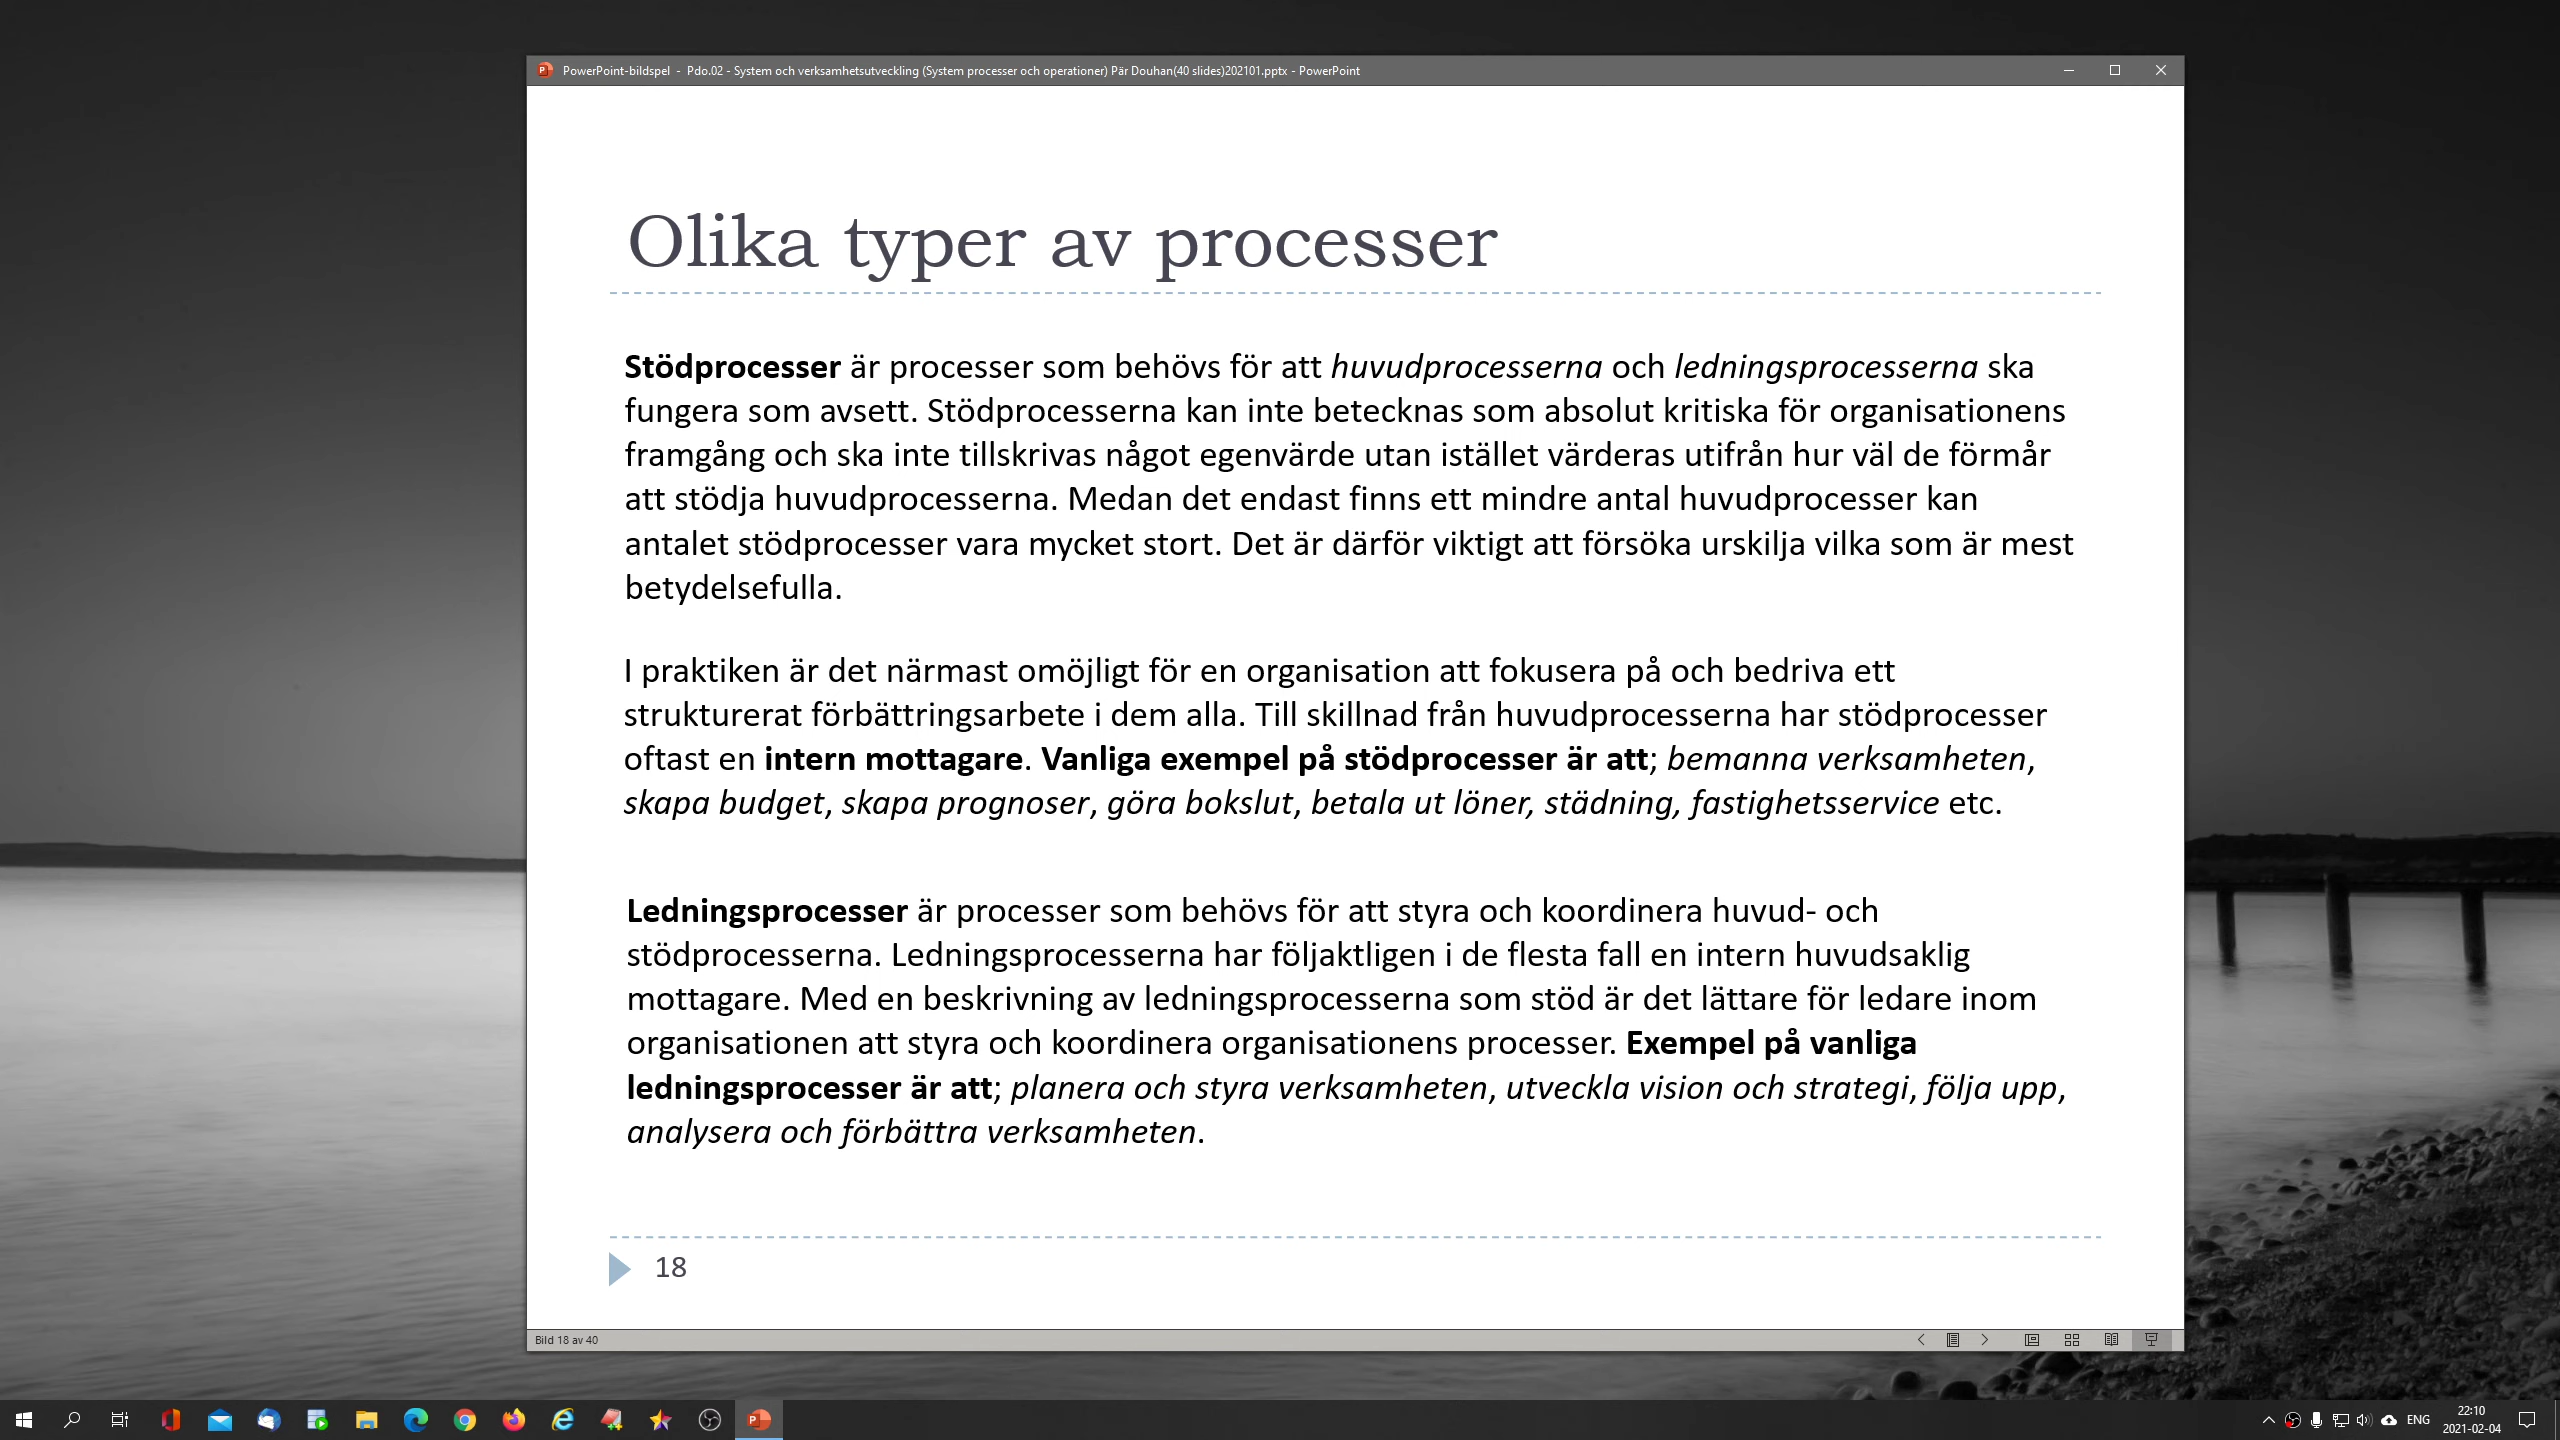 PowerPoint-bildspel - Pdo.02 - System och verksamhetsutveckling (System processer och operationer) Pär Douhan(40 slides)202101.pptx - PowerPoint
Olika typer av processer
Stödprocesser är processer som behövs för att huvudprocesserna och ledningsprocesserna ska
fungera som avsett. Stödprocesserna kan inte betecknas som absolut kritiska för organisationens
framgång och ska inte tillskrivas något egenvärde utan istället värderas utifrån hur väl de förmår
att stödja huvudprocesserna. Medan det endast finns ett mindre antal huvudprocesser kan
antalet stödprocesser vara mycket stort. Det är därför viktigt att försöka urskilja vilka som är mest
betydelsefulla.
I praktiken är det närmast omöjligt för en organisation att fokusera på och bedriva ett
strukturerat förbättringsarbete i dem alla. Till skillnad från huvudprocesserna har stödprocesser
oftast en intern mottagare. Vanliga exempel på stödprocesser är att; bemanna verksamheten,
skapa budget, skapa prognoser, göra bokslut, betala ut löner, städning, fastighetsservice etc.
Ledningsprocesser är processer som behövs för att styra och koordinera huvud- och
stödprocesserna. Ledningsprocesserna har följaktligen i de flesta fall en intern huvudsaklig
mottagare. Med en beskrivning av ledningsprocesserna som stöd är det lättare för ledare inom
organisationen att styra och koordinera organisationens processer. Exempel på vanliga
ledningsprocesser är att; planera och styra verksamheten, utveckla vision och strategi, följa upp,
analysera och förbättra verksamheten.
18
Bild 18 av 40
ENG
22:10
2021-02-04